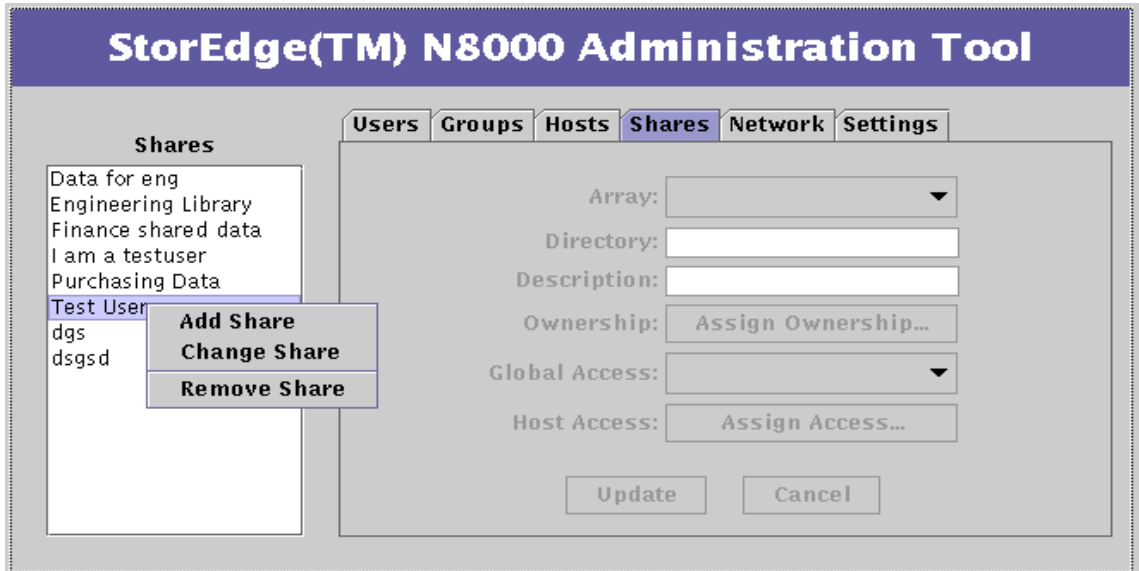 StorEdge(TM) N8000 Administration Tool
Users Groups Hosts Shares Network Settings
Shares
Data for eng
Engineering Library
Finance shared data
I am a testuser
Purchasing Data
Test User
dgs
dsgsd
Add Share
Change Share
Remove Share
Array:
Directory:
Description:
Ownership: Assign Ownership...
Global Access:
Host Access: Assign Access...
Update Cancel